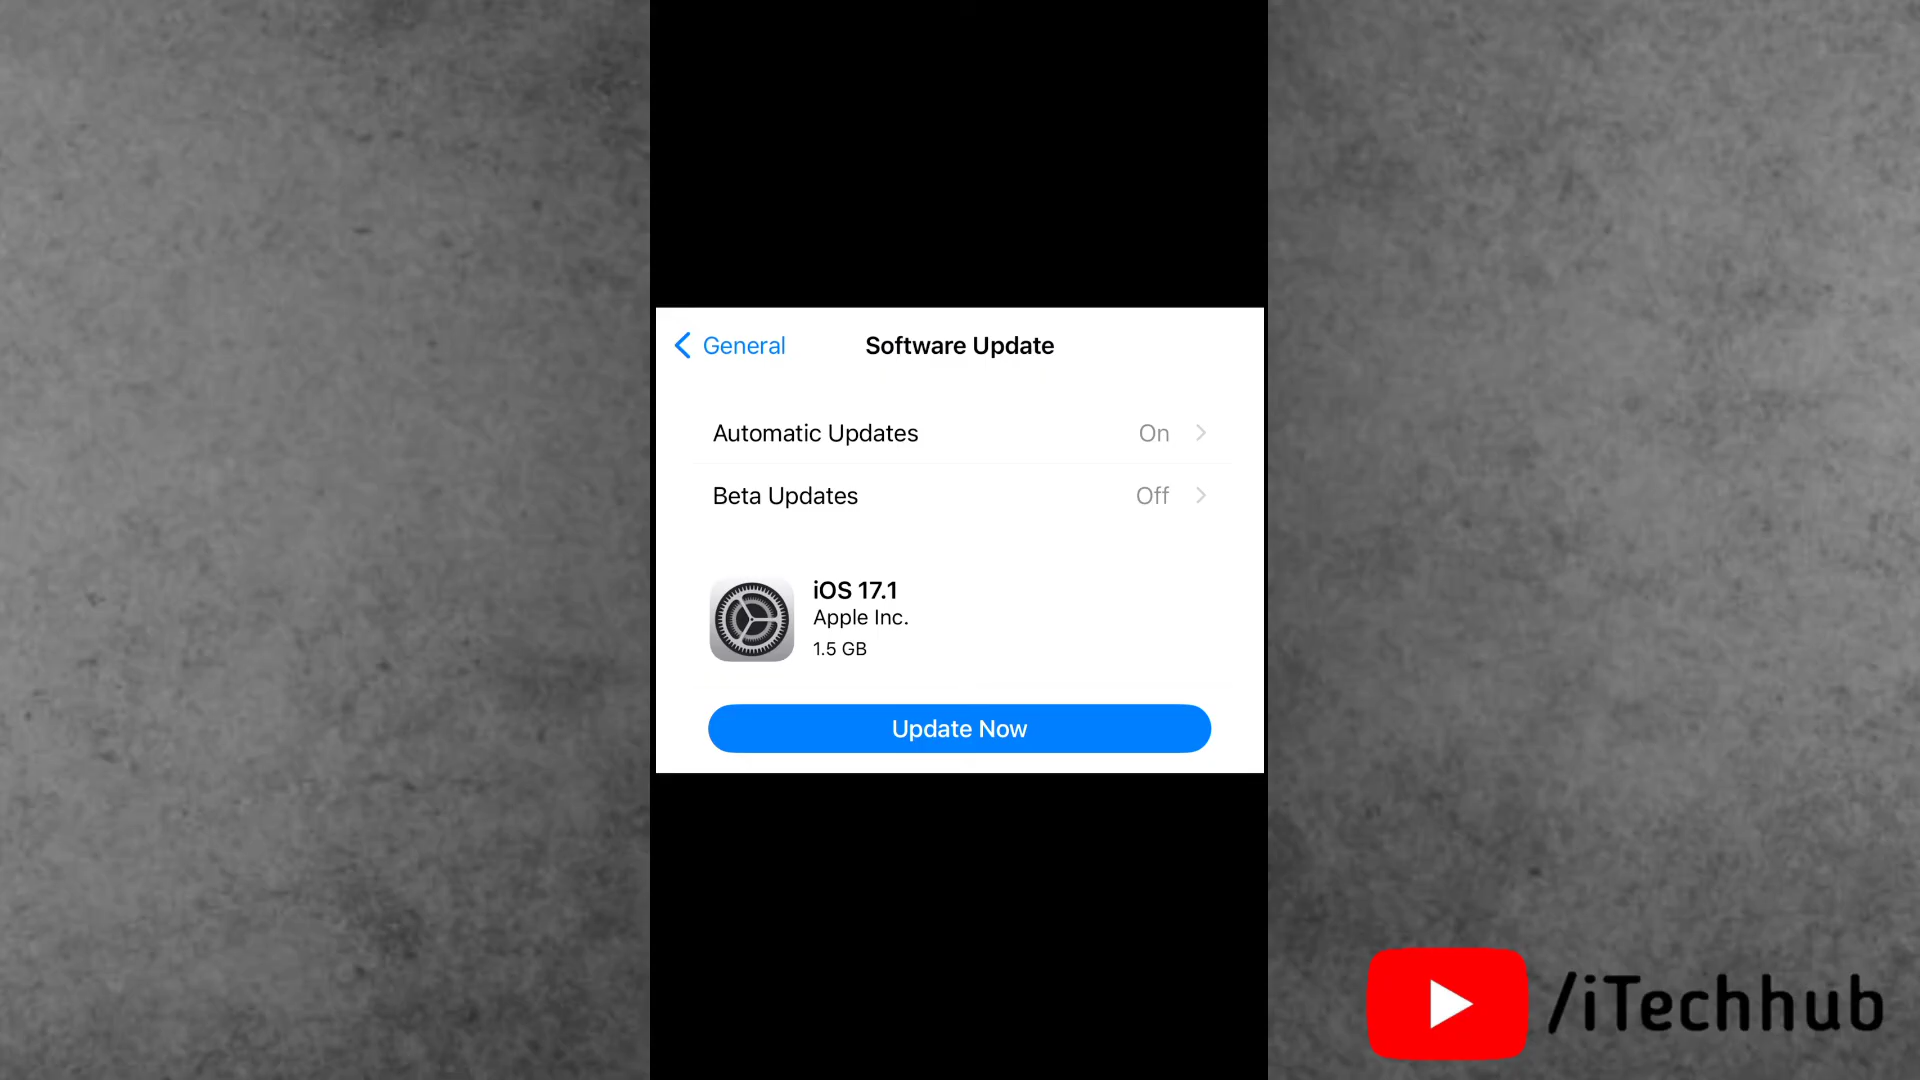 General
Software Update
Automatic Updates On
Beta Updates Off
iOS 17.1
Apple Inc.
1.5 GB
Update Now
/iTechhub